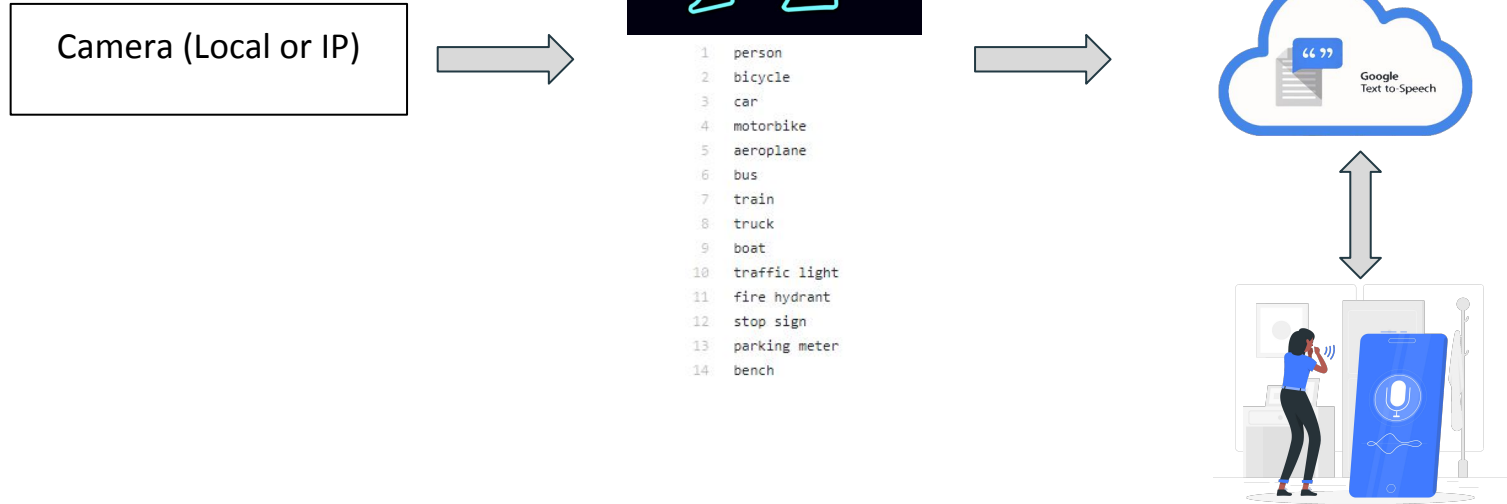 Camera (Local or IP)
1 person
2 bicycle
3 car
4 motorbike
5 aeroplane
6 bus
7 train
8 truck
9 boat
10 traffic light
11 fire hydrant
12 stop sign
13 parking meter
14 bench
“ ”
Google
Text to-Speech